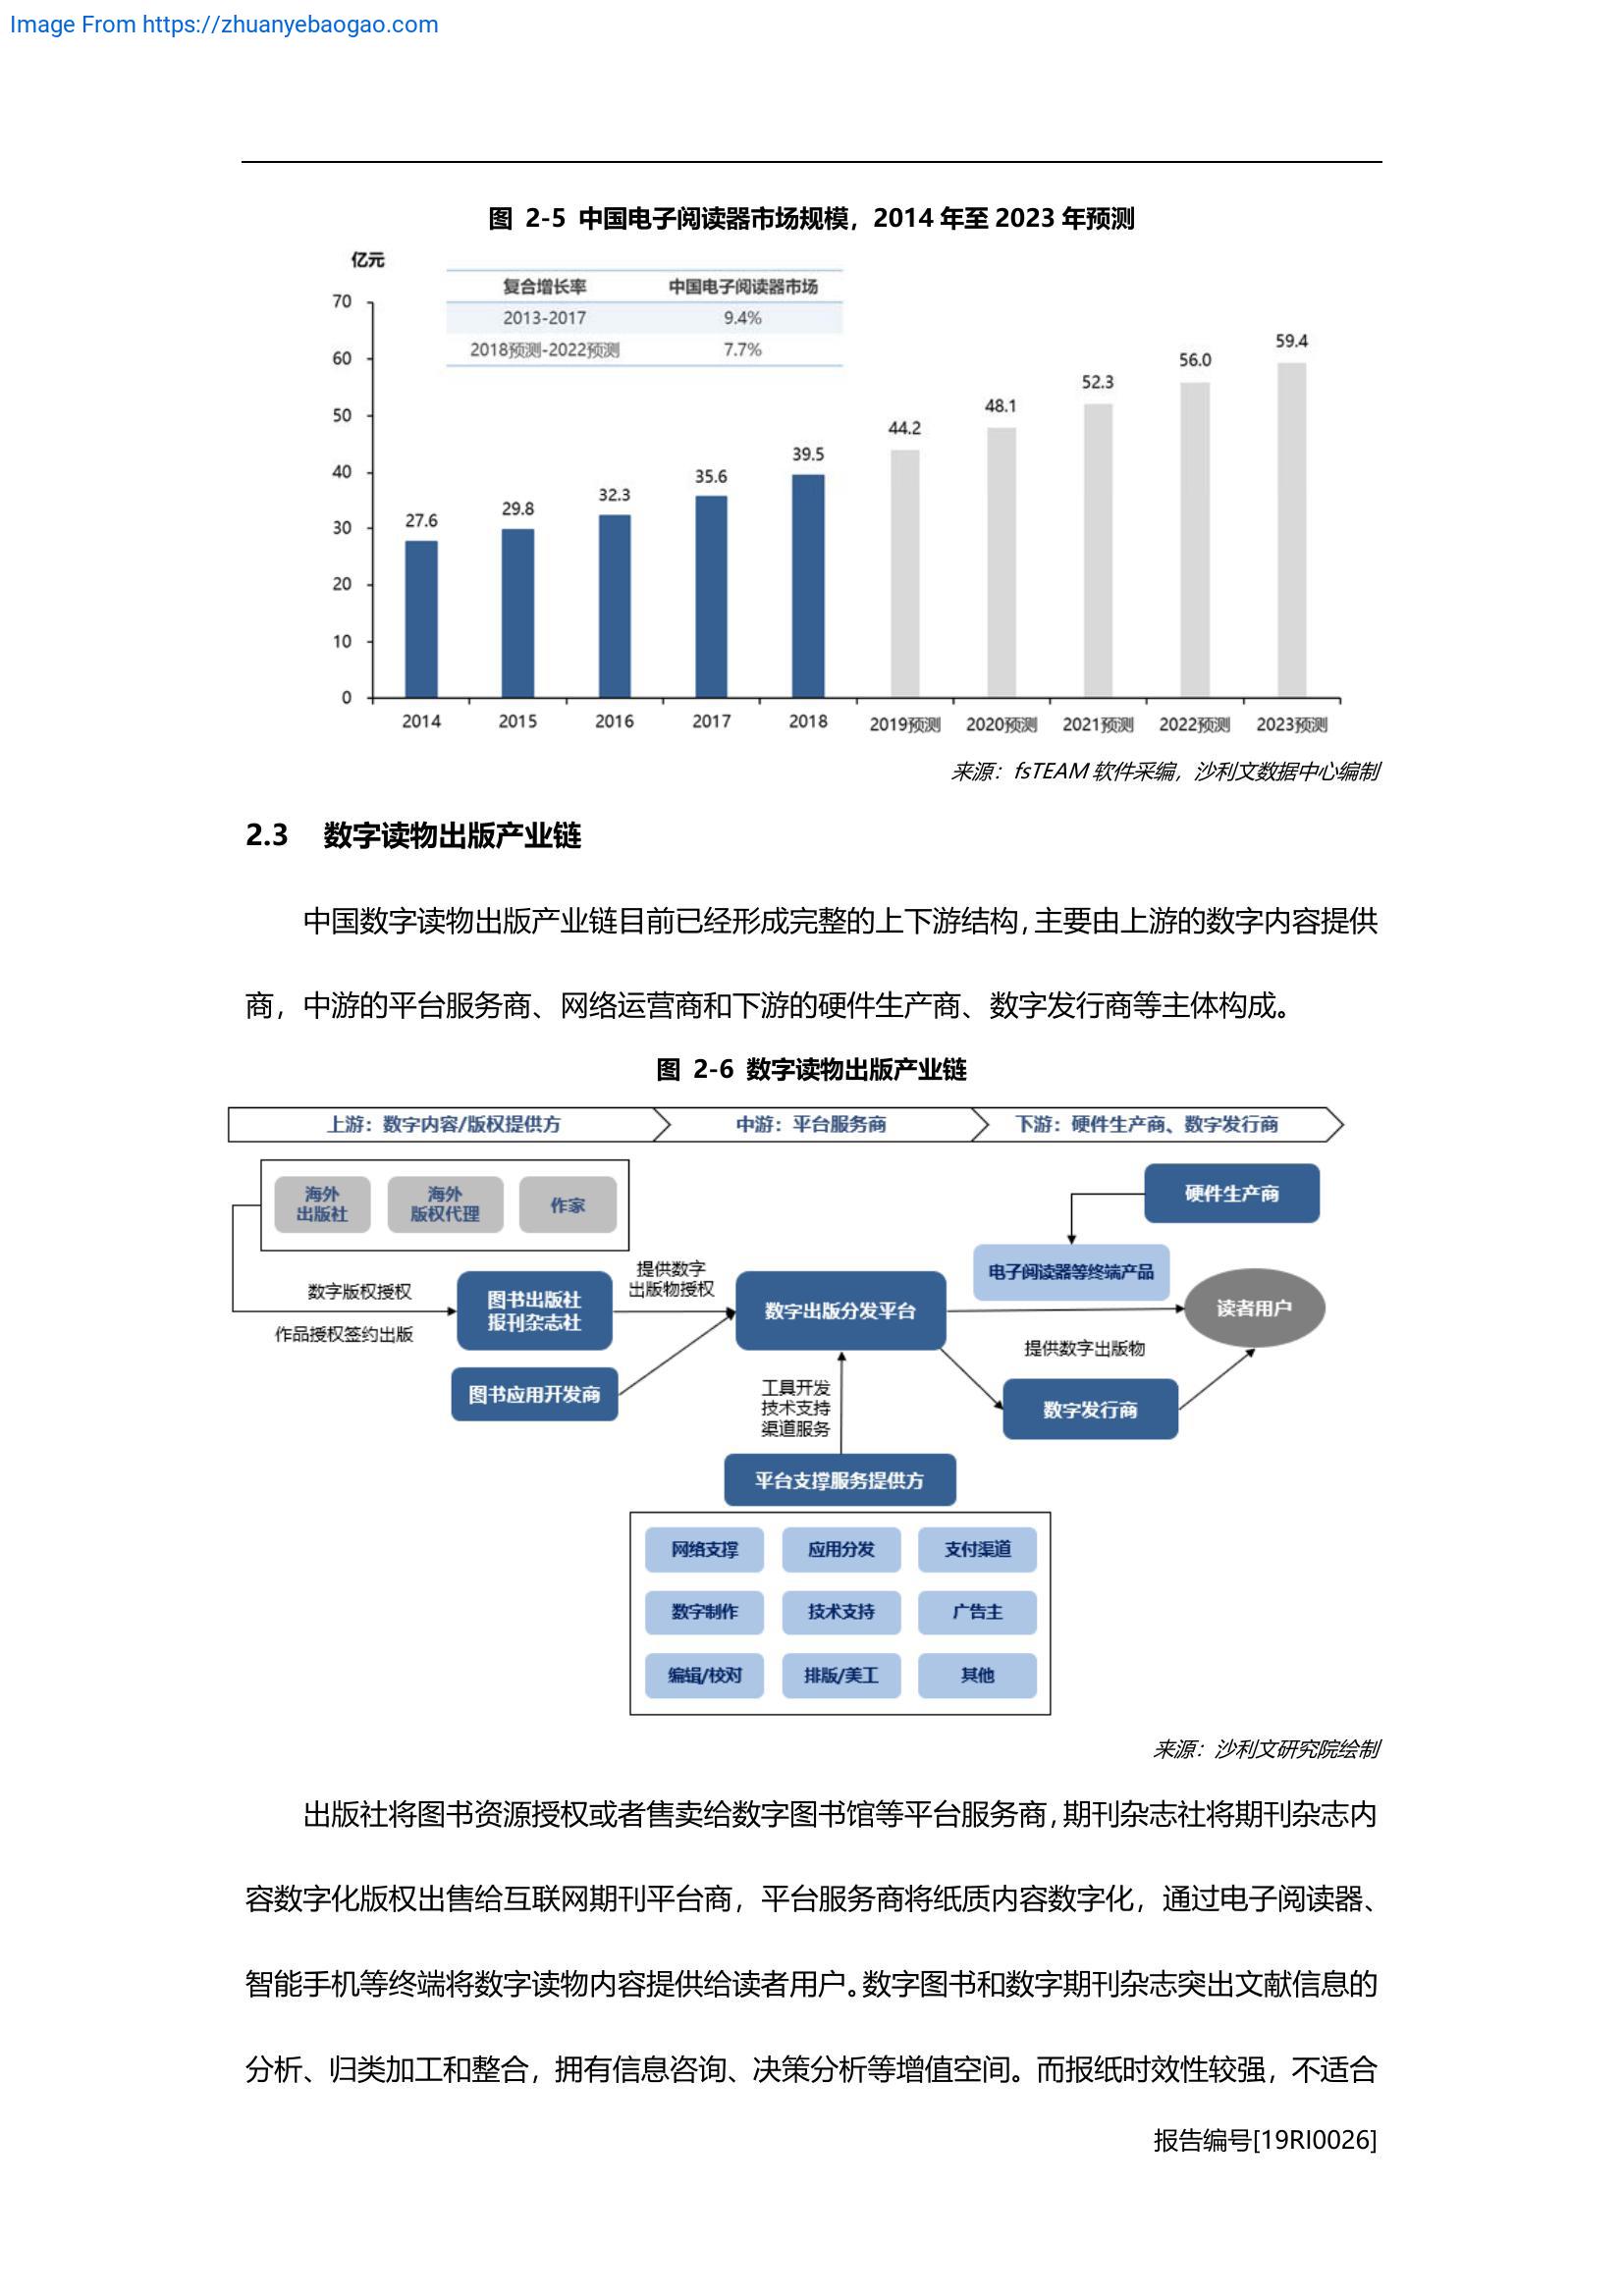 Image From https://zhuanyebaogao.com
图 2-5 中国电子阅读器市场规模，2014 年至 2023 年预测
亿元
复合增长率 中国电子阅读器市场
2013-2017 9.4%
2018预测-2022预测 7.7%
70
60
50
40
30
20
10
0
27.6 29.8 32.3 35.6 39.5 44.2 48.1 52.3 56.0 59.4
2014 2015 2016 2017 2018 2019预测 2020预测 2021预测 2022预测 2023预测
来源：fsTEAM 软件采编，沙利文数据中心编制
2.3 数字读物出版产业链
中国数字读物出版产业链目前已经形成完整的上下游结构，主要由上游的数字内容提供
商，中游的平台服务商、网络运营商和下游的硬件生产商、数字发行商等主体构成。
图 2-6 数字读物出版产业链
上游：数字内容/版权提供方 中游：平台服务商 下游：硬件生产商、数字发行商
海外
出版社
海外
版权代理
作家
硬件生产商
电子阅读器等终端产品
数字版权授权
作品授权签约出版
图书出版社
报刊杂志社
提供数字
出版物授权
数字出版分发平台
读者用户
提供数字出版物
图书应用开发商
工具开发
技术支持
渠道服务
数字发行商
平台支撑服务提供方
网络支撑 应用分发 支付渠道
数字制作 技术支持 广告主
编辑/校对 排版/美工 其他
来源：沙利文研究院绘制
出版社将图书资源授权或者售卖给数字图书馆等平台服务商，期刊杂志社将期刊杂志内
容数字化版权出售给互联网期刊平台商，平台服务商将纸质内容数字化，通过电子阅读器、
智能手机等终端将数字读物内容提供给读者用户。数字图书和数字期刊杂志突出文献信息的
分析、归类加工和整合，拥有信息咨询、决策分析等增值空间。而报纸时效性较强，不适合
报告编号[19RI0026]